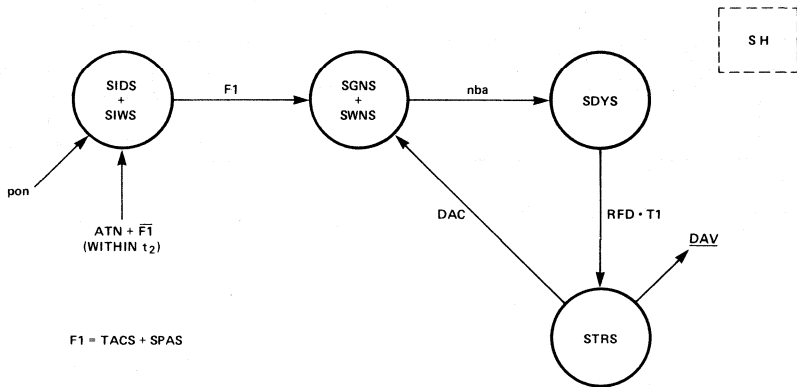 SH
SIDS
+
SIWS
F1
SGNS
+
SWNS
nba
SDYS
pon
ATN + F1̅
(WITHIN t₂)
DAC
RFD · T1
DAV
STRS
F1 = TACS + SPAS